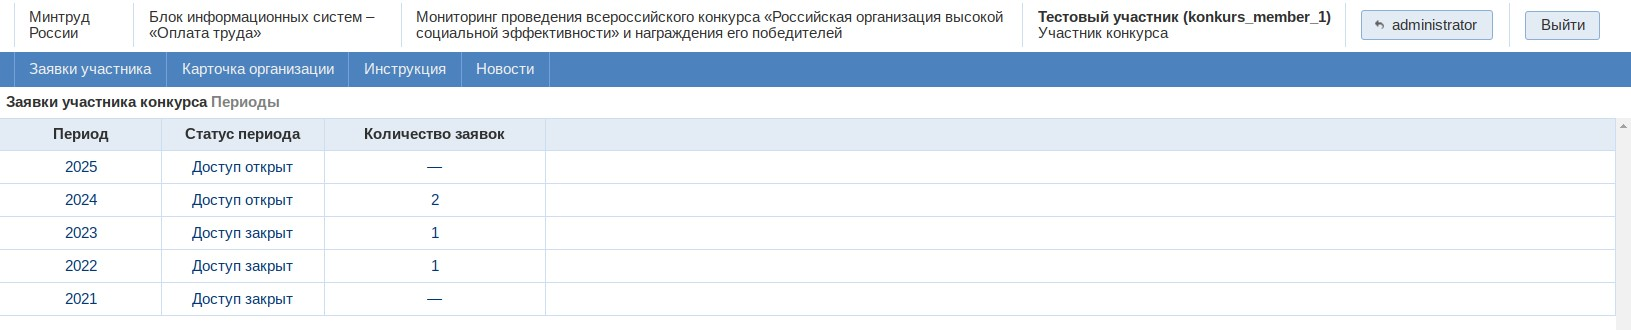 Минтруд
России
Блок информационных систем –
«Оплата труда»
Мониторинг проведения всероссийского конкурса «Российская организация высокой
социальной эффективности» и награждения его победителей
Тестовый участник (konkurs_member_1)
Участник конкурса
administrator
Выйти
Заявки участника Карточка организации Инструкция Новости
Заявки участника конкурса Периоды
Период Статус периода Количество заявок
2025 Доступ открыт —
2024 Доступ открыт 2
2023 Доступ закрыт 1
2022 Доступ закрыт 1
2021 Доступ закрыт —